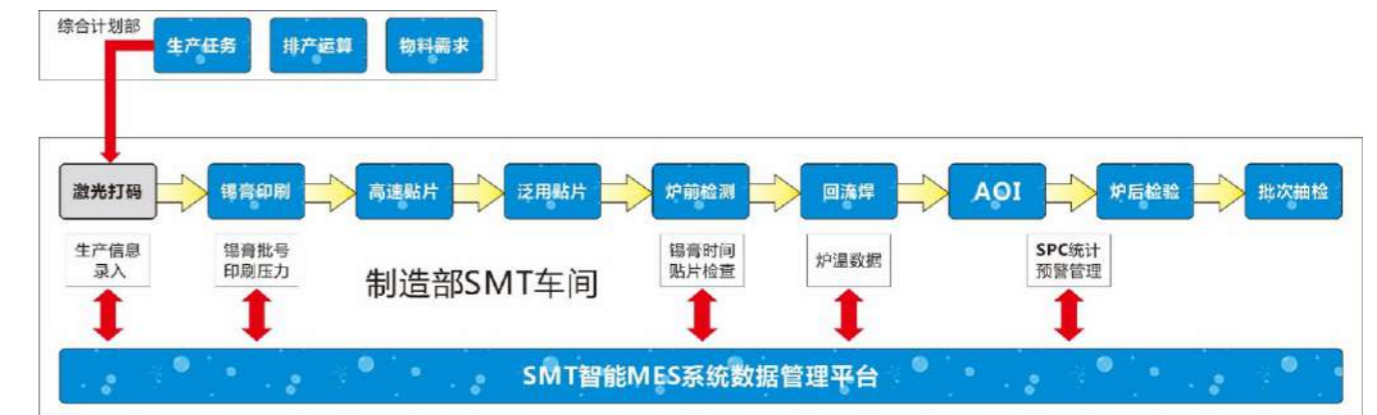 综合计划部
生产任务
排产运算
物料需求
激光打码
锡膏印刷
高速贴片
泛用贴片
炉前检测
回流焊
AOI
炉后检验
批次抽检
生产信息
录入
锡膏批号
印刷压力
锡膏时间
贴片检查
炉温数据
SPC统计
预警管理
制造部SMT车间
SMT智能MES系统数据管理平台